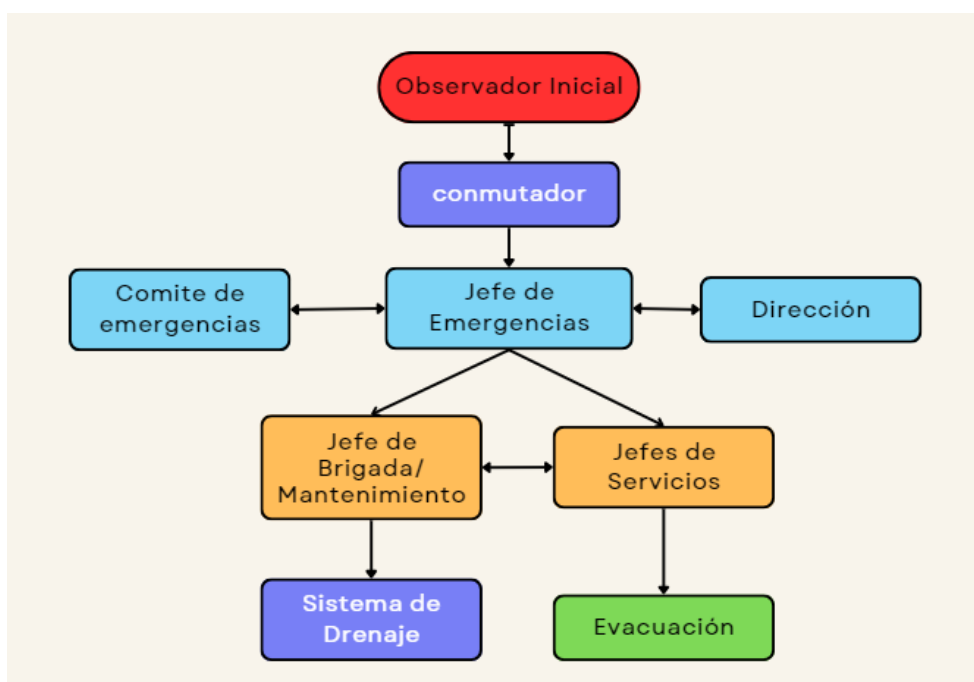 Observador Inicial
conmutador
Comite de
emergencias
Jefe de
Emergencias
Dirección
Jefe de
Brigada/
Mantenimiento
Jefes de
Servicios
Sistema de
Drenaje
Evacuación